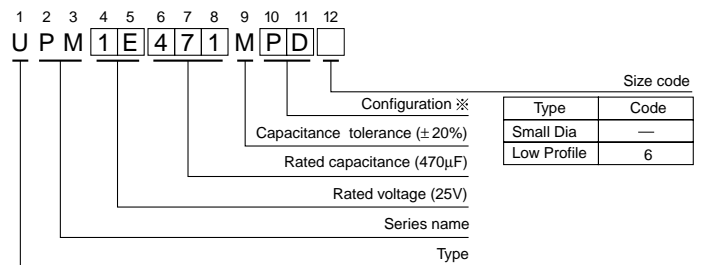 1 2 3 4 5 6 7 8 9 10 11 12
U P M 1 E 4 7 1 M P D
Size code
Configuration ※
Capacitance tolerance (±20%)
Rated capacitance (470µF)
Rated voltage (25V)
Series name
Type
Type Code
Small Dia —
Low Profile 6